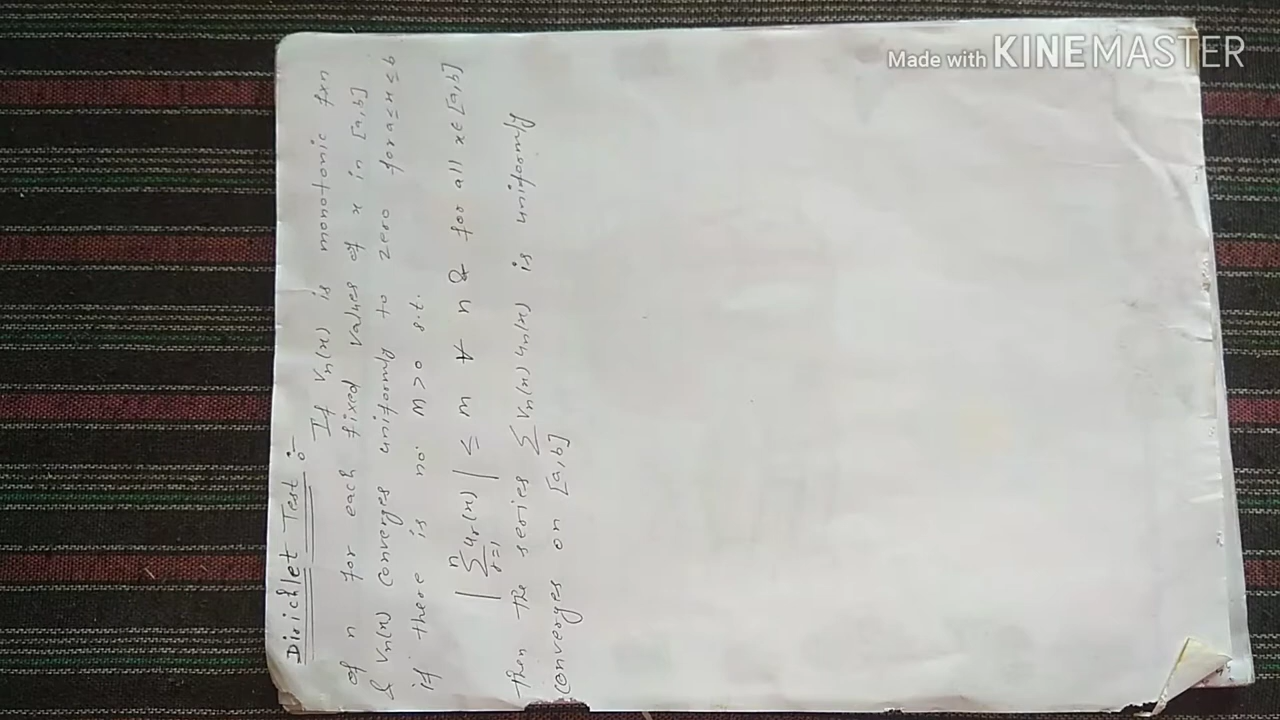 Dirichlet Test :-
If Vn(x) is monotonic fxn
of n for each fixed values of x in [a,b]
& Vn(x) converges uniformly to zero for a ≤ x ≤ b
if there is no. M>0 s.t.
| n∑r=1 ur(x) | ≤ m ∀ n & for all x∈[a,b]
then the series ∑ Vn(x) un(x) is uniformly
converges on [a,b]
Made with KINEMASTER